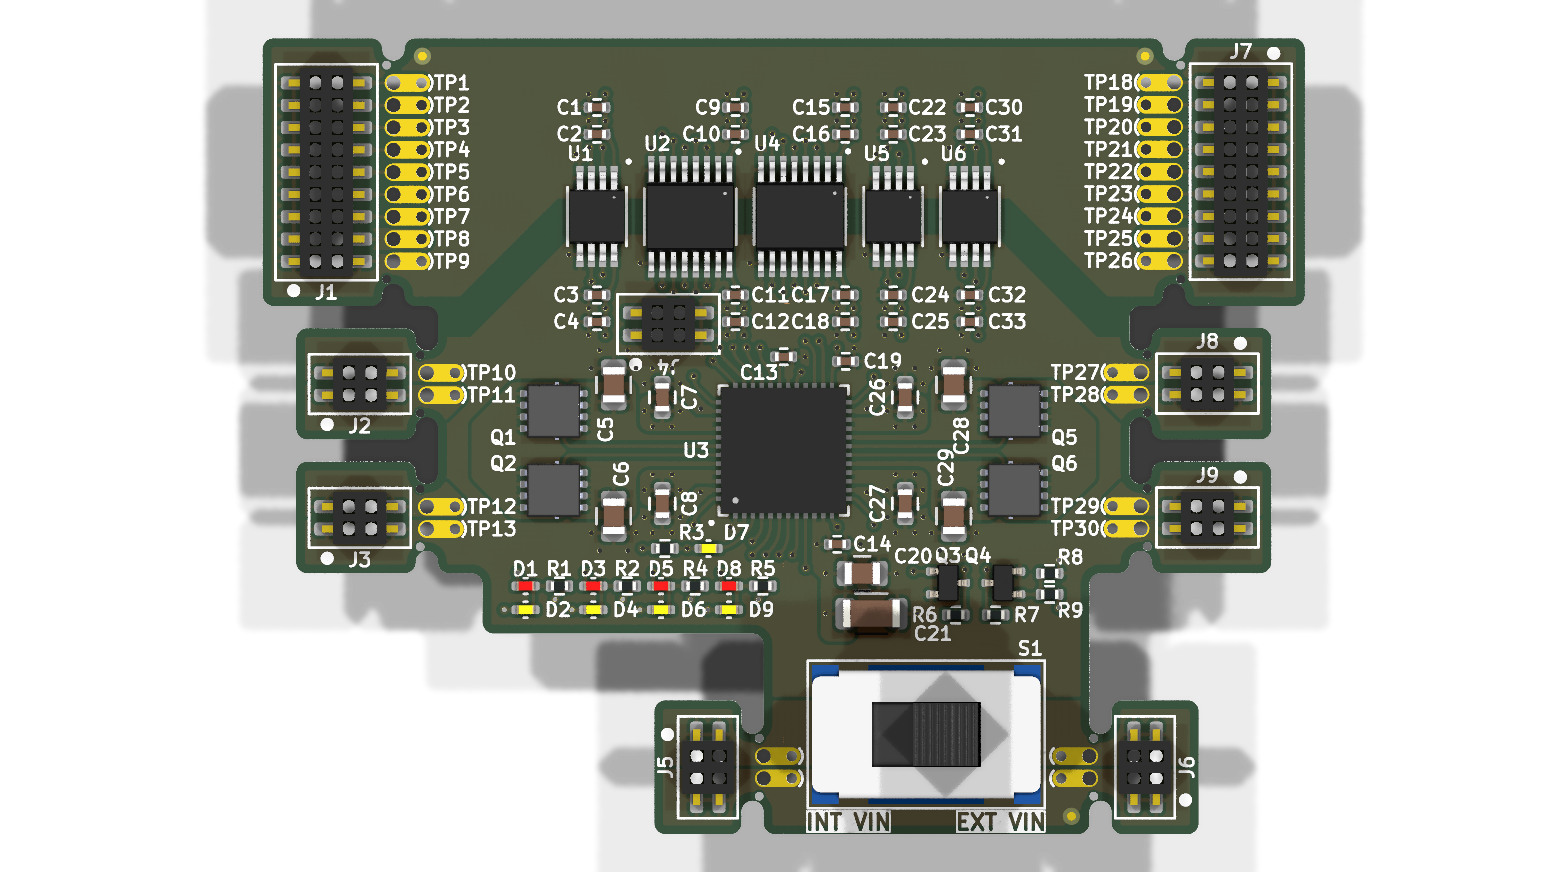 J7
TP1 TP18
TP2 C1 C9 C15 C22 C30 TP19
TP3 C2 C10 C16 C23 C31 TP20
TP4 U1 U2 U4 U5 U6 TP21
TP5 TP22
TP6 TP23
TP7 TP24
TP8 TP25
TP9 TP26
J1 C3 C11 C17 C24 C32
C4 C12 C18 C25 C33
J8
J4 C19
TP10 C13 TP27
TP11 C7 C26 TP28
J2 Q1 C5 C28 Q5
U3
Q2 C6 C29 Q6
J9
TP12 C8 C27 TP29
TP13 R3 D7 TP30
J3 C14 C20 Q3 Q4 R8
D1 R1 D3 R2 D5 R4 D8 R5
D2 D4 D6 D9 R6 R7 R9
C21
S1
J5 J6
INT VIN EXT VIN